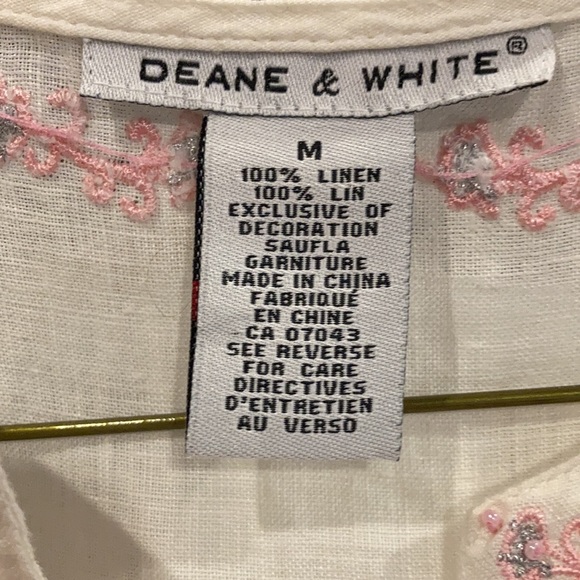 DEANE & WHITE®
M
100% LINEN
100% LIN
EXCLUSIVE OF
DECORATION
SAUFLA
GARNITURE
MADE IN CHINA
FABRIQUÉ
EN CHINE
CA 07043
SEE REVERSE
FOR CARE
DIRECTIVES
D'ENTRETIEN
AU VERSO